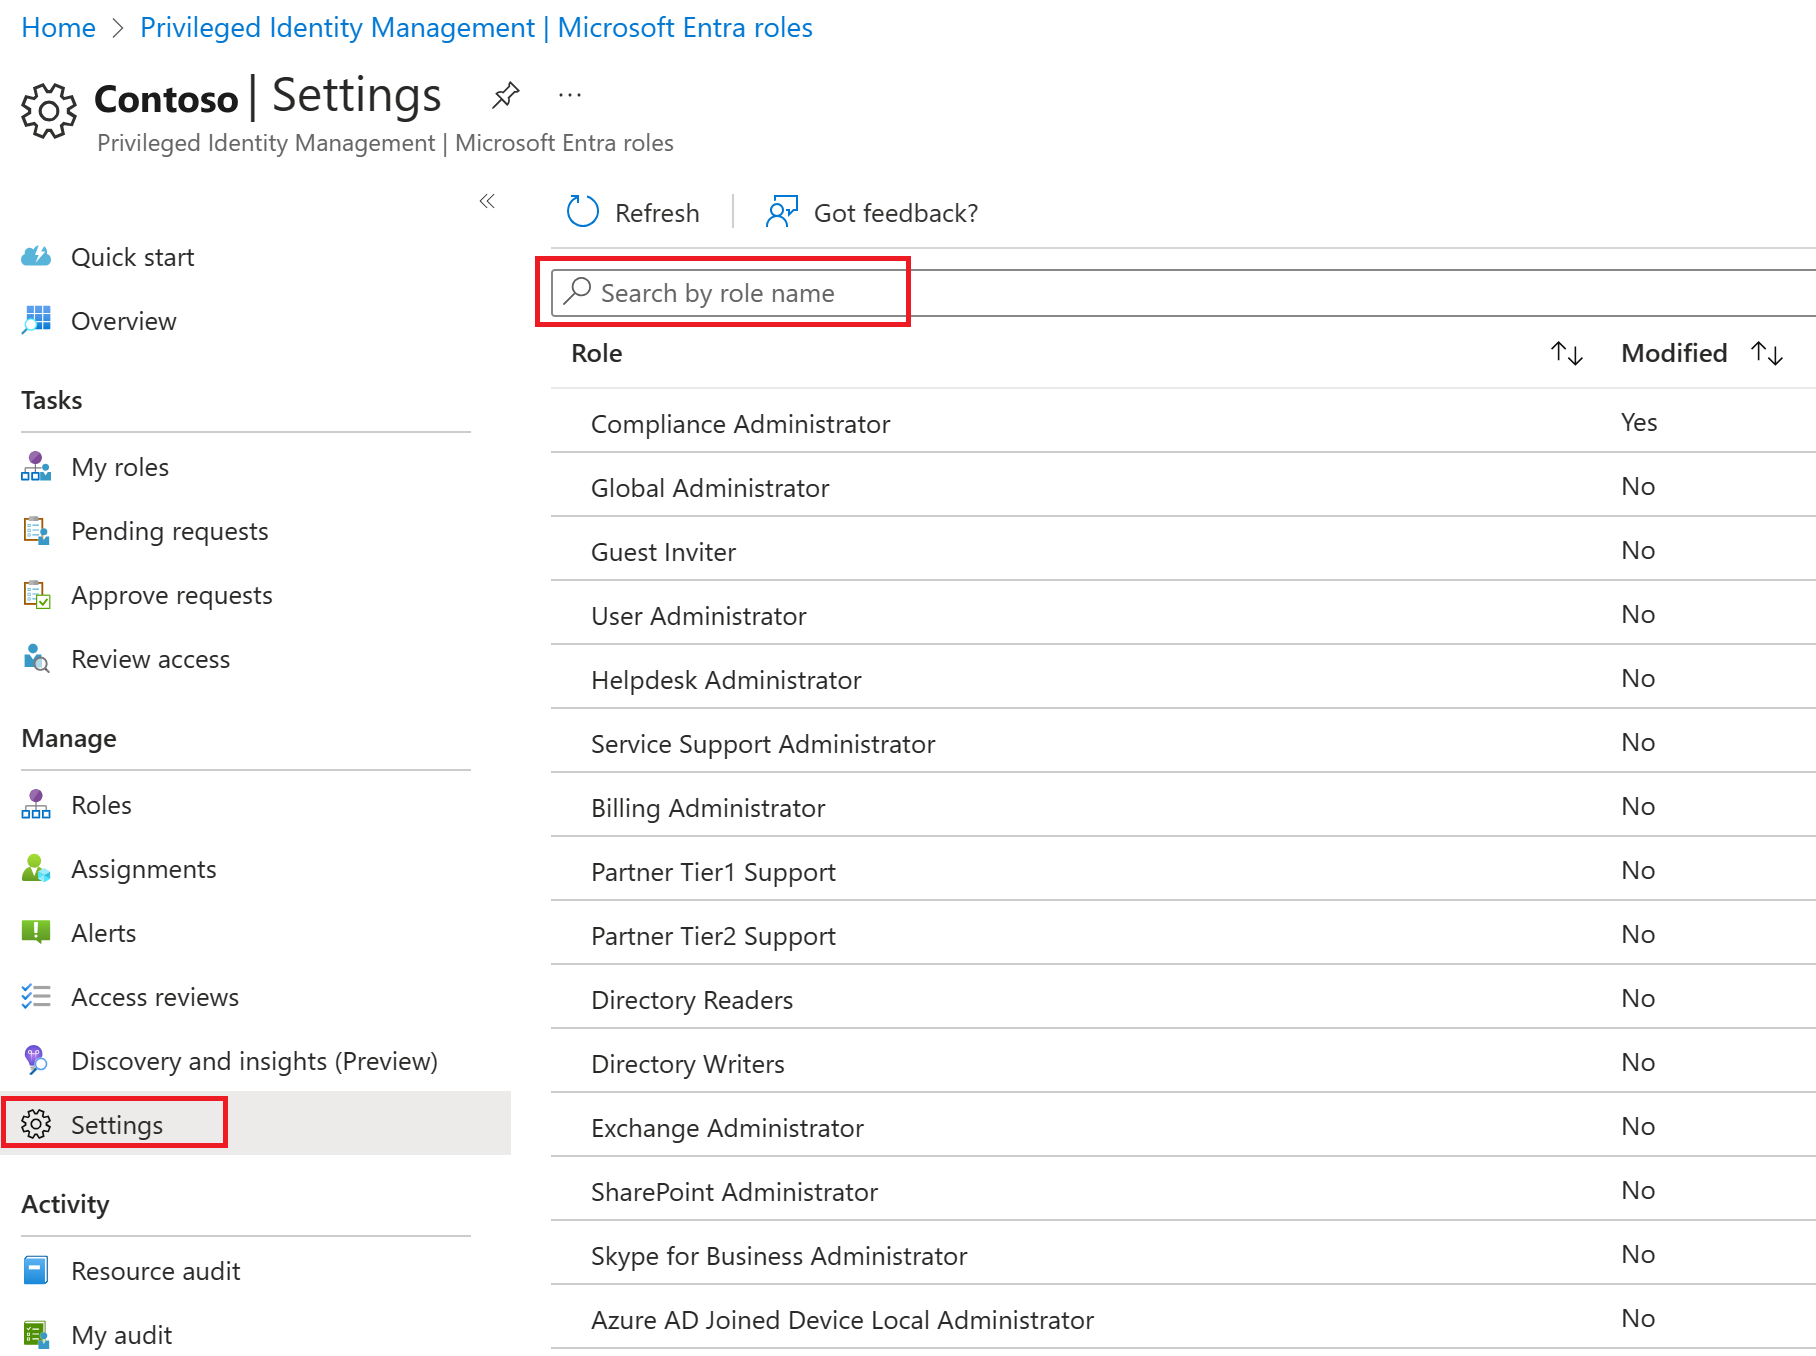 Home > Privileged Identity Management | Microsoft Entra roles
Contoso | Settings ...
Privileged Identity Management | Microsoft Entra roles
Quick start
Overview
Tasks
My roles
Pending requests
Approve requests
Review access
Manage
Roles
Assignments
Alerts
Access reviews
Discovery and insights (Preview)
Settings
Activity
Resource audit
My audit
Refresh | Got feedback?
Search by role name
Role Modified
Compliance Administrator Yes
Global Administrator No
Guest Inviter No
User Administrator No
Helpdesk Administrator No
Service Support Administrator No
Billing Administrator No
Partner Tier1 Support No
Partner Tier2 Support No
Directory Readers No
Directory Writers No
Exchange Administrator No
SharePoint Administrator No
Skype for Business Administrator No
Azure AD Joined Device Local Administrator No